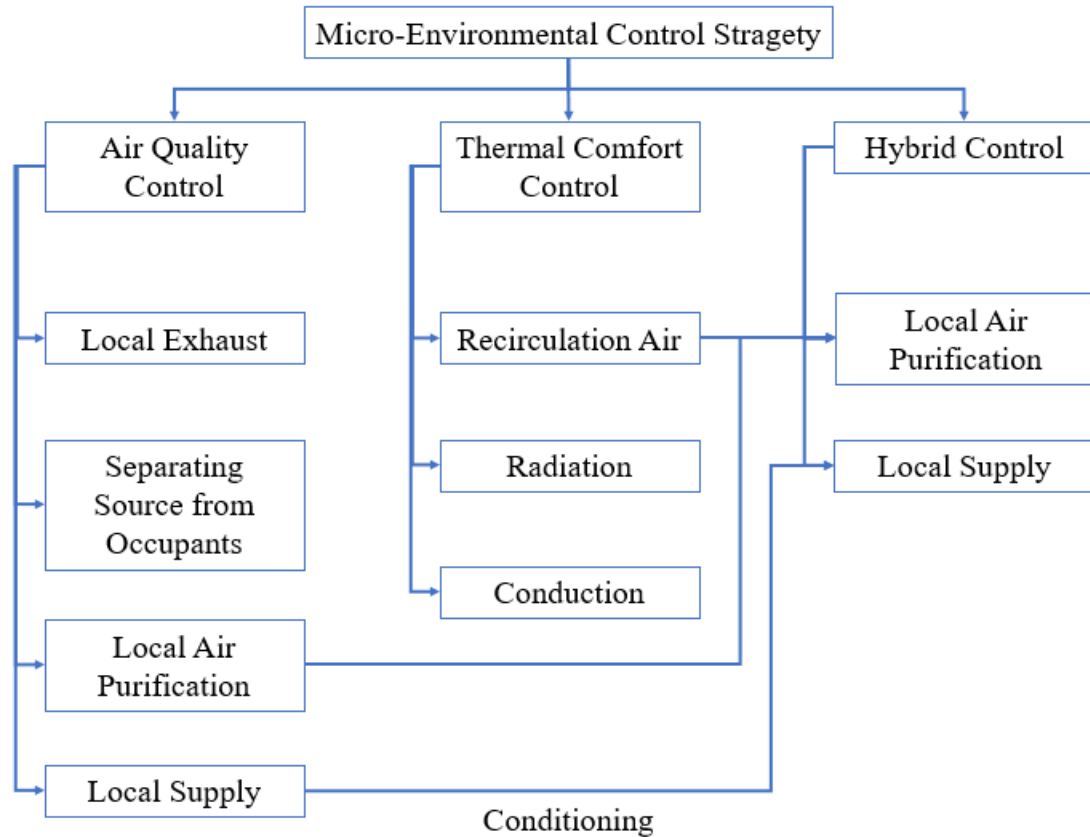 Micro-Environmental Control Stragety
Air Quality
Control
Thermal Comfort
Control
Hybrid Control
Local Exhaust
Recirculation Air
Local Air
Purification
Separating
Source from
Occupants
Radiation
Local Supply
Conduction
Local Air
Purification
Local Supply
Conditioning